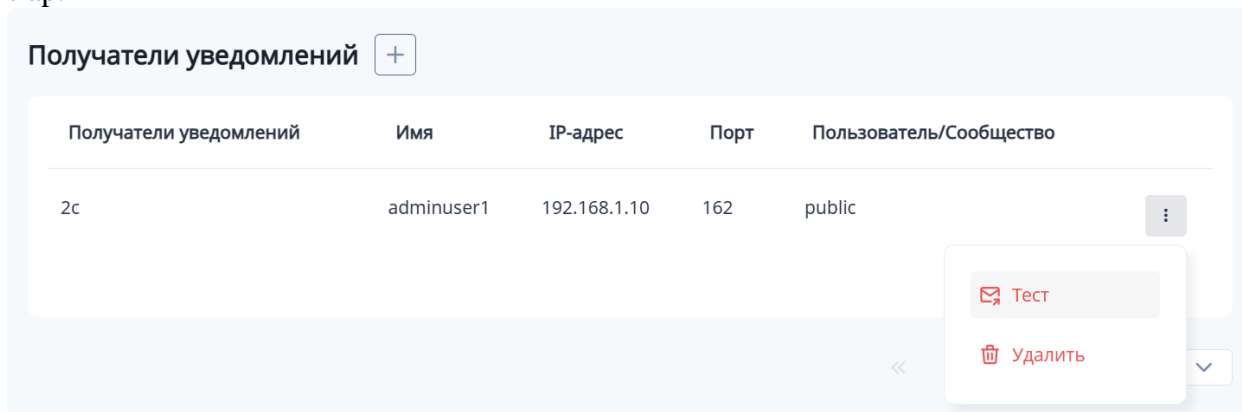 Получатели уведомлений +
Получатели уведомлений Имя IP-адрес Порт Пользователь/Сообщество
2c adminuser1 192.168.1.10 162 public
Тест
Удалить